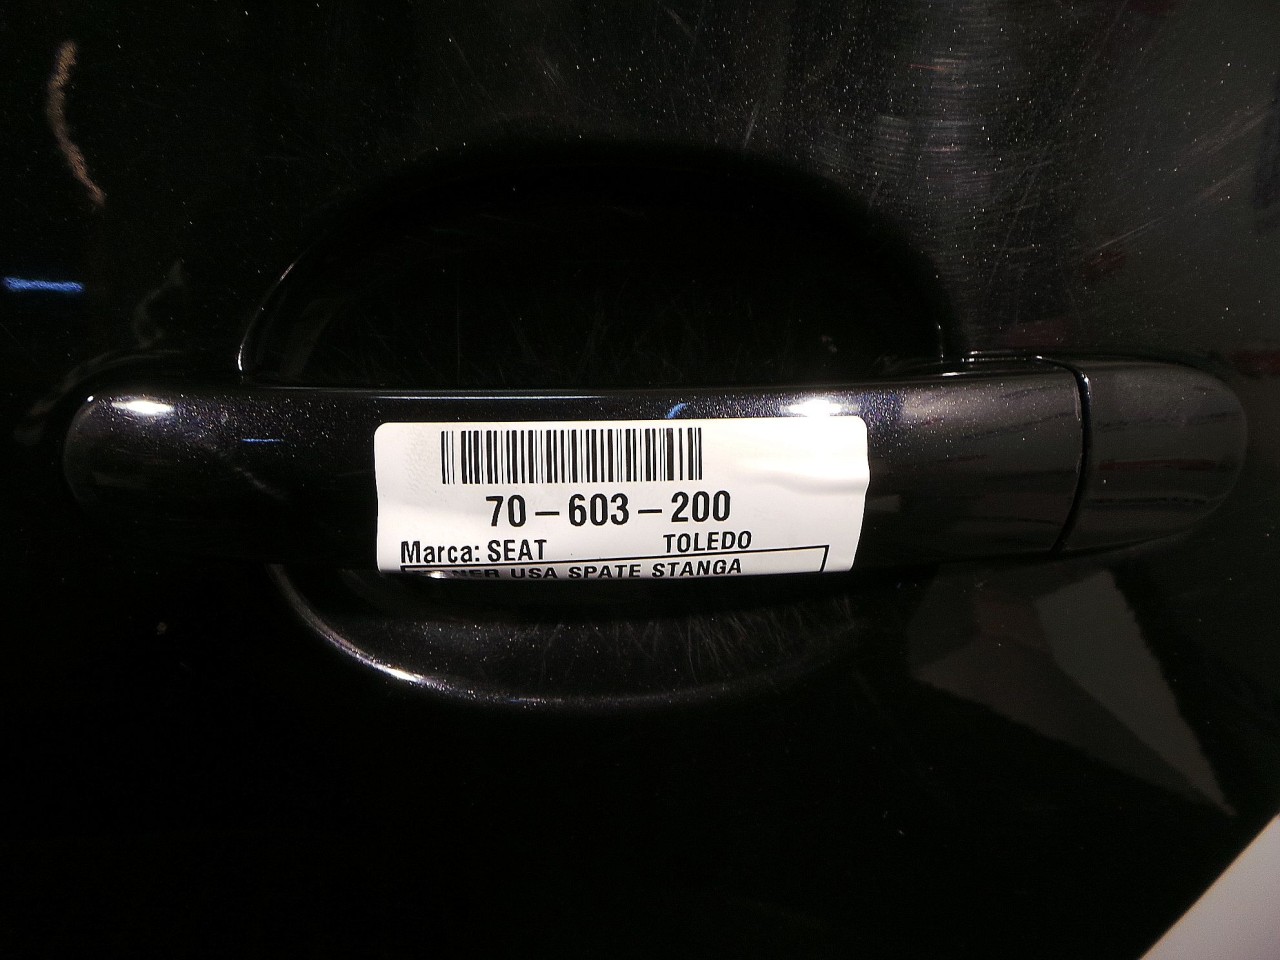 70-603-200
Marca: SEAT TOLEDO
USA SPATE STANGA